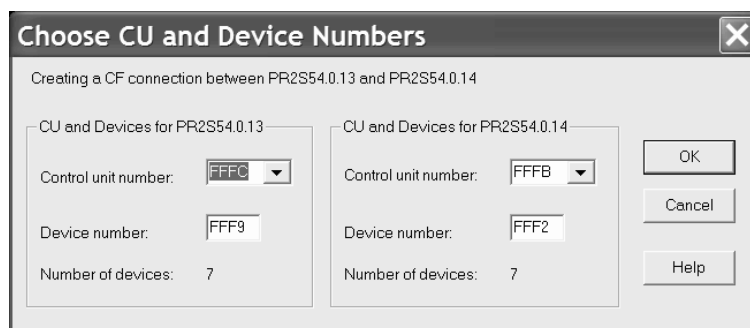 Choose CU and Device Numbers
Creating a CF connection between PR2S54.0.13 and PR2S54.0.14
CU and Devices for PR2S54.0.13
Control unit number: FFFC
Device number: FFF9
Number of devices: 7
CU and Devices for PR2S54.0.14
Control unit number: FFFB
Device number: FFF2
Number of devices: 7
OK
Cancel
Help